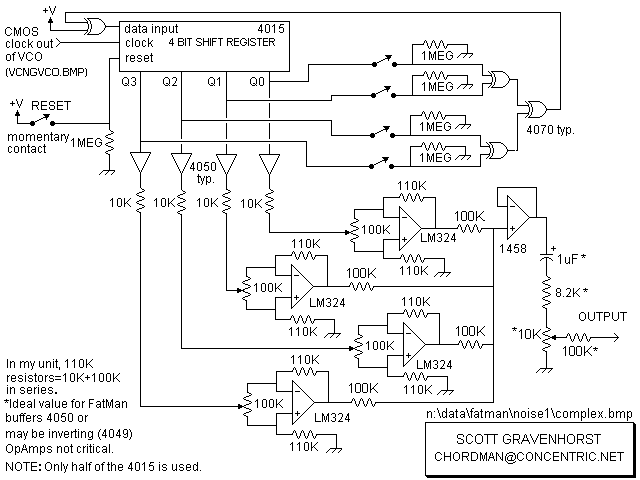 +V
data input 4015
CMOS
clock out
of VCO
(VCNGVCO.BMP)
clock 4 BIT SHIFT REGISTER
reset
Q3 Q2 Q1 Q0
+V RESET
momentary
contact
1MEG
1MEG
1MEG
1MEG
1MEG
4070 typ.
4050
typ.
10K 10K 10K 10K
110K
100K
LM324
110K
100K
1458
110K
100K
LM324
110K
100K
110K
100K
LM324
110K
100K
110K
100K
LM324
110K
100K
+
1uF*
8.2K*
*10K
OUTPUT
100K*
In my unit, 110K
resistors=10K+100K
in series.
*Ideal value for FatMan
buffers 4050 or
may be inverting (4049)
OpAmps not critical.
NOTE: Only half of the 4015 is used.
n:\data\fatman\noise1\complex.bmp
SCOTT GRAVENHORST
CHORDMAN@CONCENTRIC.NET